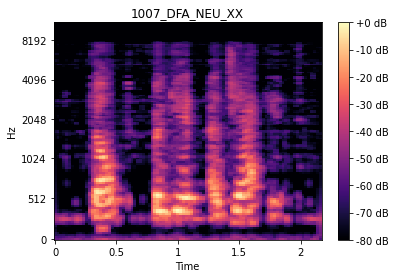 1007_DFA_NEU_XX
8192
4096
2048
1024
512
0
Hz
0
0.5
1
1.5
2
Time
+0 dB
-10 dB
-20 dB
-30 dB
-40 dB
-50 dB
-60 dB
-70 dB
-80 dB